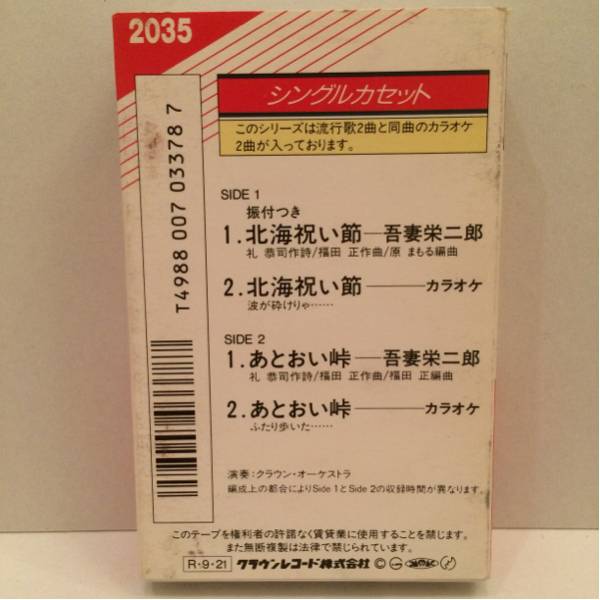 2035
シングルカセット
このシリーズは流行歌2曲と同曲のカラオケ
2曲が入っております。
T4988 007 03378 7
SIDE 1
振付つき
1.北海祝い節―吾妻栄二郎
礼 恭司作詩/福田 正作曲/原 まもる編曲
2.北海祝い節―カラオケ
波が砕けりゃ……
SIDE 2
1.あとおい峠―吾妻栄二郎
礼 恭司作詩/福田 正作曲/福田 正編曲
2.あとおい峠―カラオケ
ふたり歩いた……
演奏:クラウン・オーケストラ
編成上の都合によりSide 1とSide 2の収録時間が異なります。
このテープを権利者の許諾なく賃貸業に使用することを禁じます。
また無断複製は法律で禁じられています。
R・9・21 クラウンレコード株式会社 Ⓒ